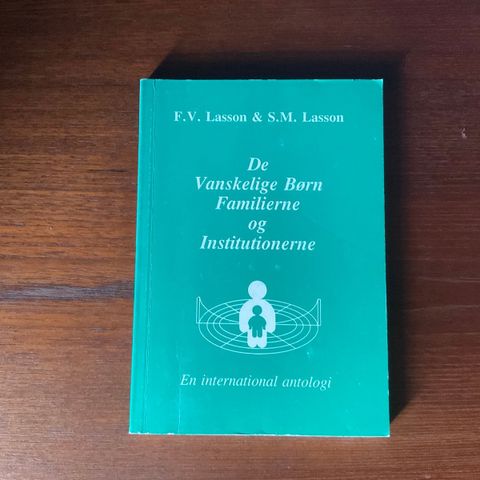 F.V. Lasson & S.M. Lasson
De
Vanskelige Børn
Familierne
og
Institutionerne
En international antologi